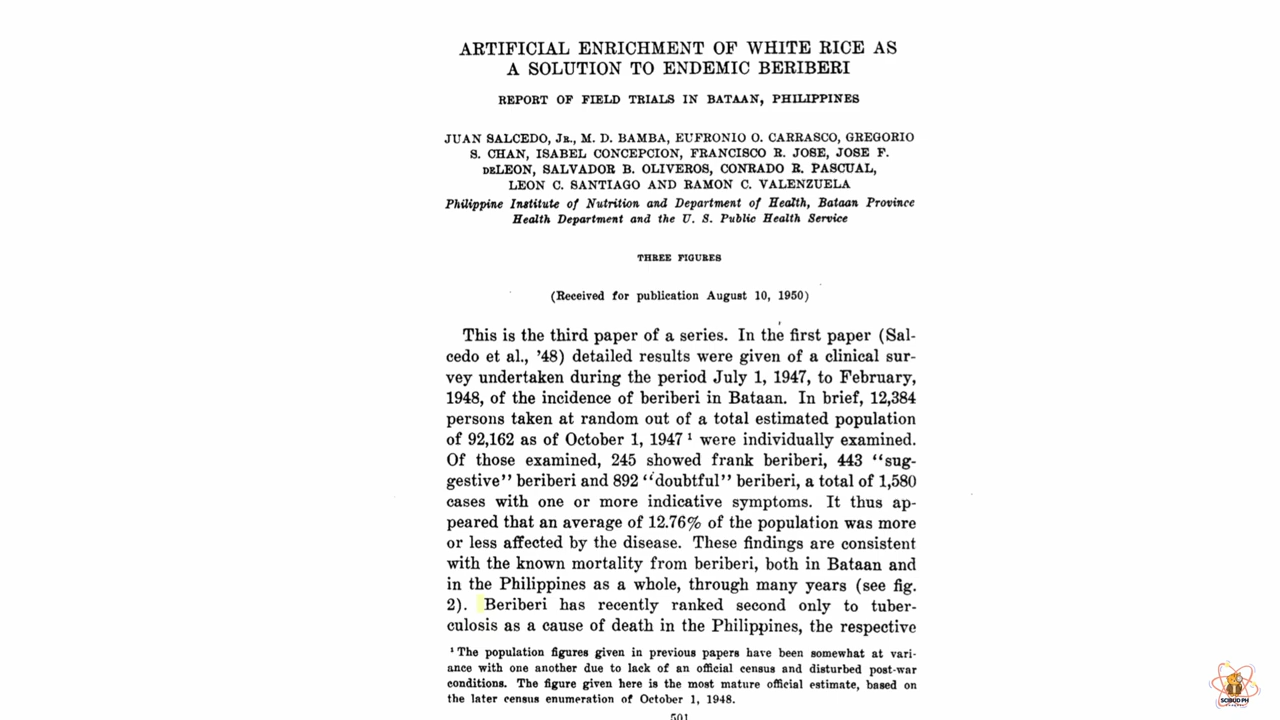 ARTIFICIAL ENRICHMENT OF WHITE RICE AS
A SOLUTION TO ENDEMIC BERIBERI
REPORT OF FIELD TRIALS IN BATAAN, PHILIPPINES
JUAN SALCEDO, JR., M. D. BAMBA, EUFRONIO O. CARRASCO, GREGORIO
S. CHAN, ISABEL CONCEPCION, FRANCISCO R. JOSE, JOSE F.
DELEON, SALVADOR B. OLIVEROS, CONRADO R. PASCUAL,
LEON C. SANTIAGO AND RAMON C. VALENZUELA
Philippine Institute of Nutrition and Department of Health, Bataan Province
Health Department and the U. S. Public Health Service
THREE FIGURES
(Received for publication August 10, 1950)
This is the third paper of a series. In the first paper (Sal-
cedo et al., '48) detailed results were given of a clinical sur-
vey undertaken during the period July 1, 1947, to February,
1948, of the incidence of beriberi in Bataan. In brief, 12,384
persons taken at random out of a total estimated population
of 92,162 as of October 1, 1947 ¹ were individually examined.
Of those examined, 245 showed frank beriberi, 443 "sug-
gestive" beriberi and 892 "doubtful" beriberi, a total of 1,580
cases with one or more indicative symptoms. It thus ap-
peared that an average of 12.76% of the population was more
or less affected by the disease. These findings are consistent
with the known mortality from beriberi, both in Bataan and
in the Philippines as a whole, through many years (see fig.
2). Beriberi has recently ranked second only to tuber-
culosis as a cause of death in the Philippines, the respective
¹ The population figures given in previous papers have been somewhat at vari-
ance with one another due to lack of an official census and disturbed post-war
conditions. The figure given here is the most mature official estimate, based on
the later census enumeration of October 1, 1948.
501
SCIBUD PH